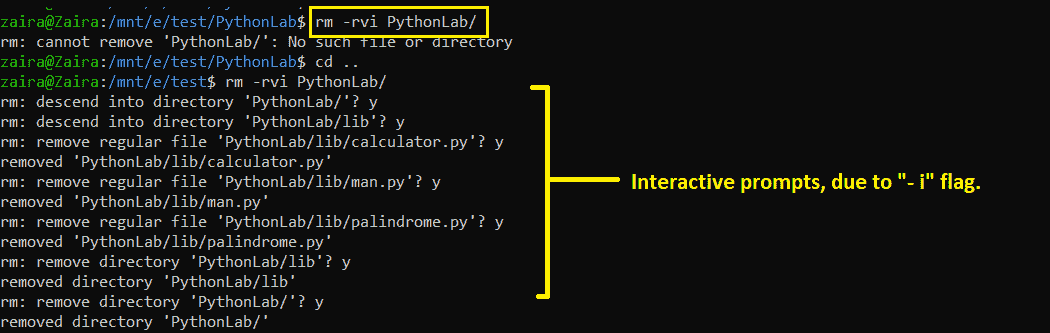 zaira@Zaira:/mnt/e/test/PythonLab$ rm -rvi PythonLab/
rm: cannot remove 'PythonLab/': No such file or directory
zaira@Zaira:/mnt/e/test/PythonLab$ cd ..
zaira@Zaira:/mnt/e/test$ rm -rvi PythonLab/
rm: descend into directory 'PythonLab/'? y
rm: descend into directory 'PythonLab/lib'? y
rm: remove regular file 'PythonLab/lib/calculator.py'? y
removed 'PythonLab/lib/calculator.py'
rm: remove regular file 'PythonLab/lib/man.py'? y
removed 'PythonLab/lib/man.py'
rm: remove regular file 'PythonLab/lib/palindrome.py'? y
removed 'PythonLab/lib/palindrome.py'
rm: remove directory 'PythonLab/lib'? y
removed directory 'PythonLab/lib'
rm: remove directory 'PythonLab/'? y
removed directory 'PythonLab/'
Interactive prompts, due to "- i" flag.